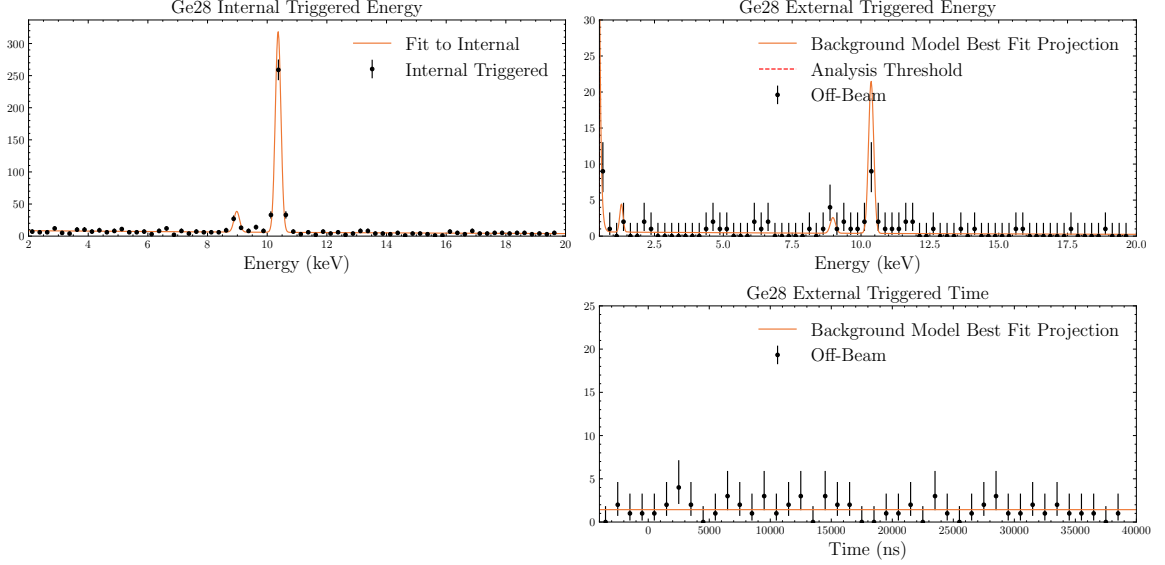 Ge28 Internal Triggered Energy
Fit to Internal
Internal Triggered
300
250
200
150
100
50
0
2 4 6 8 10 12 14 16 18 20
Energy (keV)
Ge28 External Triggered Energy
Background Model Best Fit Projection
Analysis Threshold
Off-Beam
30
25
20
15
10
5
0
2.5 5.0 7.5 10.0 12.5 15.0 17.5 20.0
Energy (keV)
Ge28 External Triggered Time
Background Model Best Fit Projection
Off-Beam
25
20
15
10
5
0
0 5000 10000 15000 20000 25000 30000 35000 40000
Time (ns)